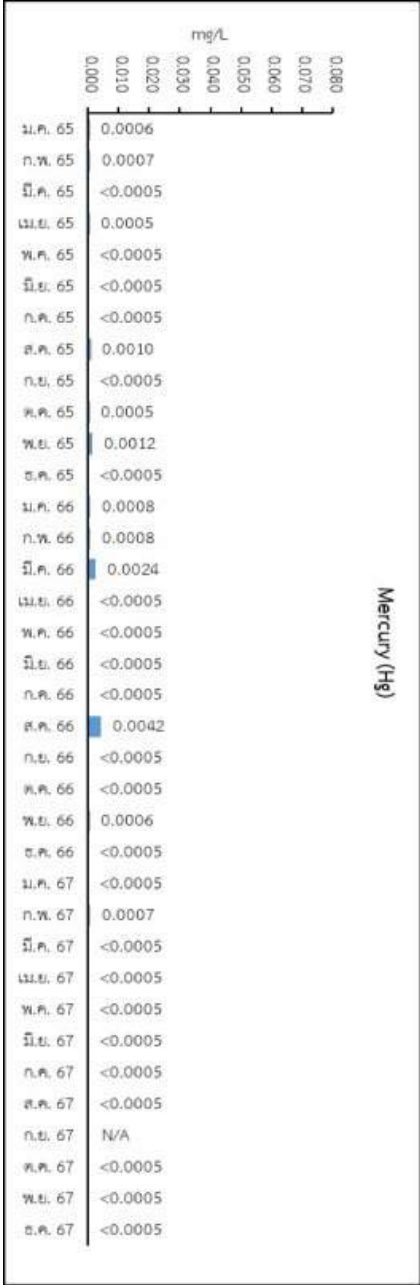 Mercury (Hg)
mg/L
0.080
0.070
0.060
0.050
0.040
0.030
0.020
0.010
0.000
ม.ค. 65 0.0006
ก.พ. 65 0.0007
มี.ค. 65 <0.0005
เม.ย. 65 0.0005
พ.ค. 65 <0.0005
มิ.ย. 65 <0.0005
ก.ค. 65 <0.0005
ส.ค. 65 0.0010
ก.ย. 65 <0.0005
ต.ค. 65 0.0005
พ.ย. 65 0.0012
ธ.ค. 65 <0.0005
ม.ค. 66 0.0008
ก.พ. 66 0.0008
มี.ค. 66 0.0024
เม.ย. 66 <0.0005
พ.ค. 66 <0.0005
มิ.ย. 66 <0.0005
ก.ค. 66 <0.0005
ส.ค. 66 0.0042
ก.ย. 66 <0.0005
ต.ค. 66 <0.0005
พ.ย. 66 0.0006
ธ.ค. 66 <0.0005
ม.ค. 67 <0.0005
ก.พ. 67 0.0007
มี.ค. 67 <0.0005
เม.ย. 67 <0.0005
พ.ค. 67 <0.0005
มิ.ย. 67 <0.0005
ก.ค. 67 <0.0005
ส.ค. 67 <0.0005
ก.ย. 67 N/A
ต.ค. 67 <0.0005
พ.ย. 67 <0.0005
ธ.ค. 67 <0.0005